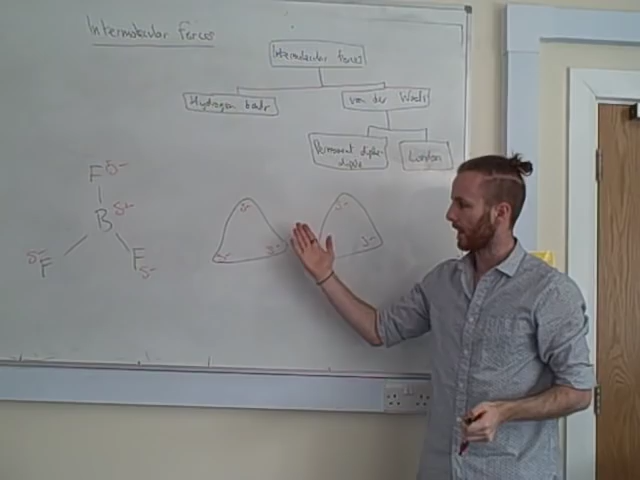 Intermolecular Forces
Intermolecular forces
Hydrogen bonds
van der Waals
Permanent dipole-
dipole
London
F δ-
B δ-
δ- F
F δ-
δ-
δ- δ-
δ-
δ-